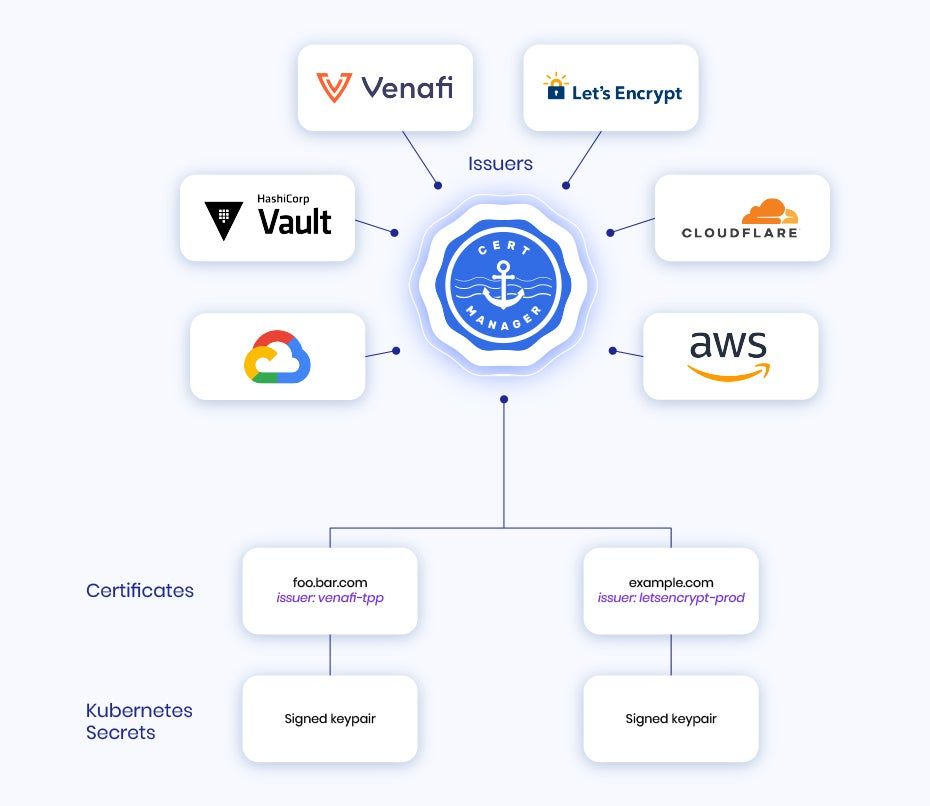 Venafi
Let's Encrypt
Issuers
HashiCorp
Vault
CLOUDFLARE
CERT
MANAGER
aws
Certificates
foo.bar.com
issuer: venafi-tpp
example.com
issuer: letsencrypt-prod
Kubernetes
Secrets
Signed keypair
Signed keypair